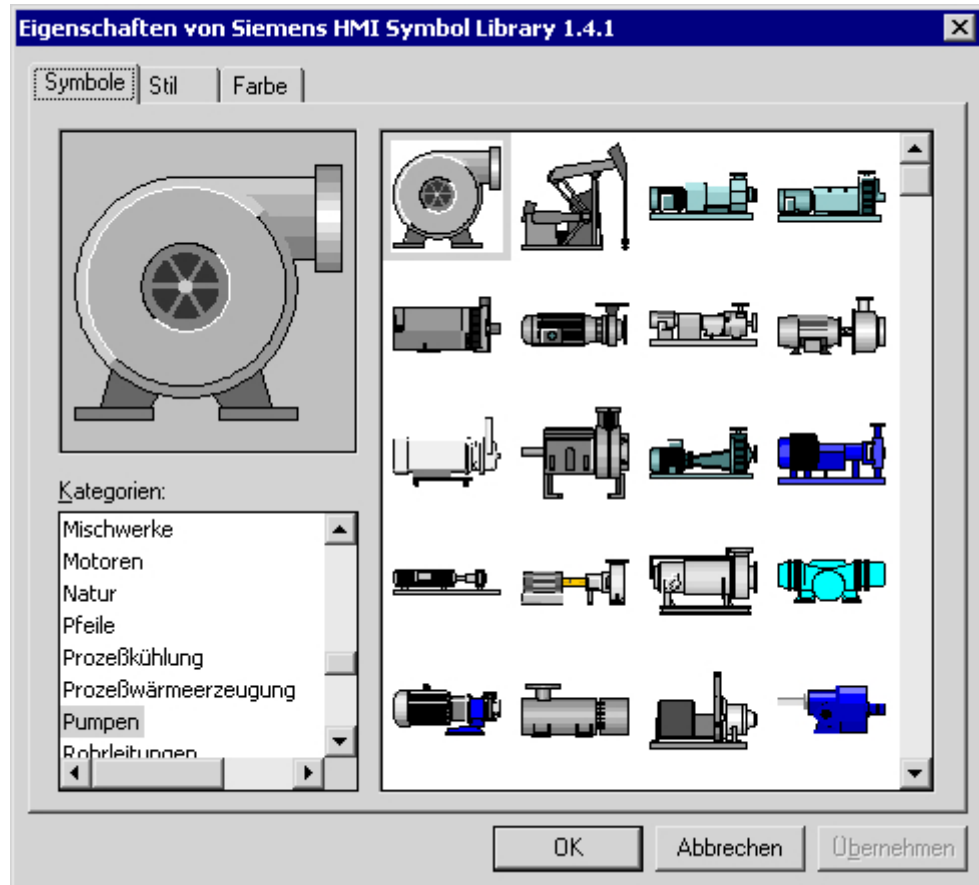 Eigenschaften von Siemens HMI Symbol Library 1.4.1
Symbole Stil Farbe
Kategorien:
Mischwerke
Motoren
Natur
Pfeile
Prozeßkühlung
Prozeßwärmeerzeugung
Pumpen
Rohrleitungen
OK Abbrechen Übernehmen